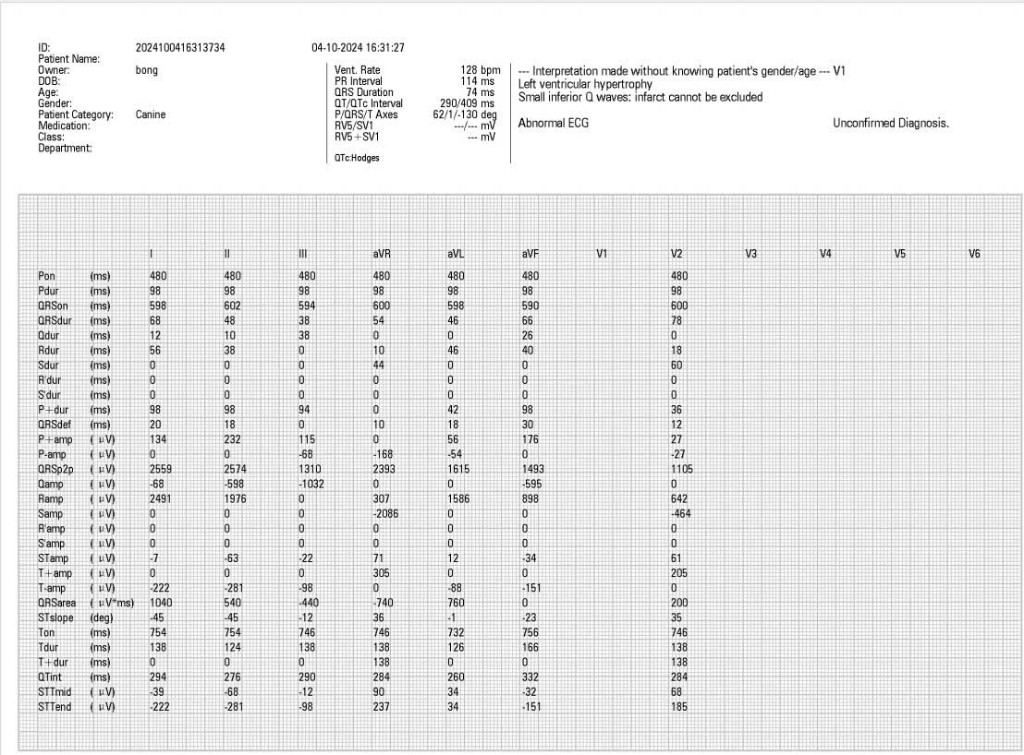 ID: 2024100416313734 04-10-2024 16:31:27
Patient Name:
Owner: bong Vent. Rate 128 bpm --- Interpretation made without knowing patient's gender/age --- V1
DOB: PR Interval 114 ms Left ventricular hypertrophy
Age: QRS Duration 74 ms Small inferior Q waves: infarct cannot be excluded
Gender: QT/QTc Interval 290/409 ms
Patient Category: Canine P/QRS/T Axes 62/1/-130 deg Abnormal ECG Unconfirmed Diagnosis.
Medication: RV5/SV1 ---/--- mV
Class: RV5+SV1 --- mV
Department:
QTc:Hodges
I II III aVR aVL aVF V1 V2 V3 V4 V5 V6
Pon (ms) 480 480 480 480 480 480 480
Pdur (ms) 98 98 98 98 98 98 98
QRSon (ms) 598 602 594 600 598 590 600
QRSdur (ms) 68 48 38 54 46 66 78
Qdur (ms) 12 10 38 0 0 26 0
Rdur (ms) 56 38 0 10 46 40 18
Sdur (ms) 0 0 0 44 0 0 60
R'dur (ms) 0 0 0 0 0 0 0
S'dur (ms) 0 0 0 0 0 0 0
P+dur (ms) 98 98 94 0 42 98 36
QRSdef (ms) 20 18 0 10 18 30 12
P+amp (µV) 134 232 115 0 56 176 27
P-amp (µV) 0 0 -68 -168 -54 0 -27
QRSp2p (µV) 2559 2574 1310 2393 1615 1493 1105
Qamp (µV) -68 -598 -1032 0 0 -595 0
Ramp (µV) 2491 1976 0 307 1586 898 642
Samp (µV) 0 0 0 -2086 0 0 -464
R'amp (µV) 0 0 0 0 0 0 0
S'amp (µV) 0 0 0 0 0 0 0
STamp (µV) -7 -63 -22 71 12 -34 61
T+amp (µV) 0 0 0 305 0 0 205
T-amp (µV) -222 -281 -98 0 -88 -151 0
QRSarea (µV*ms) 1040 540 -440 -740 760 0 200
STslope (deg) -45 -45 -12 36 -1 -23 35
Ton (ms) 754 754 746 746 732 756 746
Tdur (ms) 138 124 138 138 126 166 138
T+dur (ms) 0 0 0 138 0 0 138
QTint (ms) 294 276 290 284 260 332 284
STTmid (µV) -39 -68 -12 90 34 -32 68
STTend (µV) -222 -281 -98 237 34 -151 185